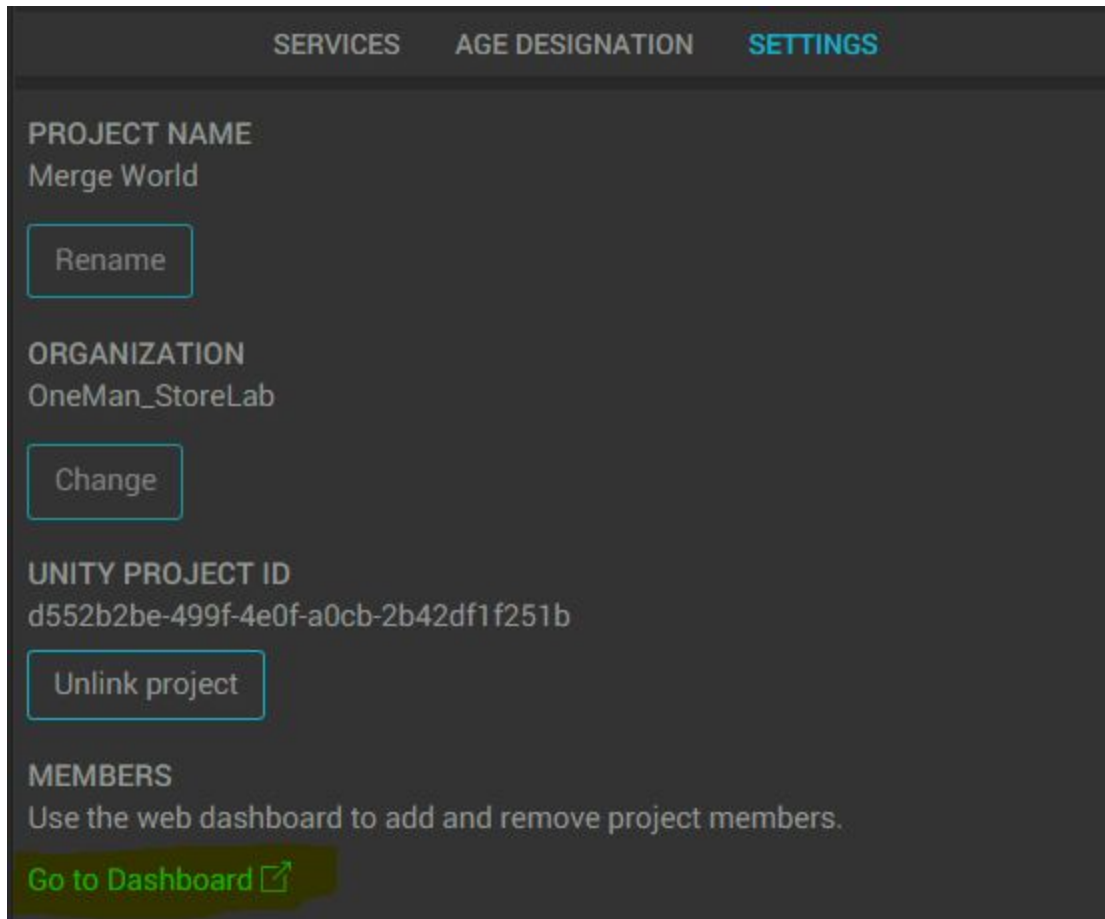 SERVICES AGE DESIGNATION SETTINGS
PROJECT NAME
Merge World
Rename
ORGANIZATION
OneMan_StoreLab
Change
UNITY PROJECT ID
d552b2be-499f-4e0f-a0cb-2b42df1f251b
Unlink project
MEMBERS
Use the web dashboard to add and remove project members.
Go to Dashboard